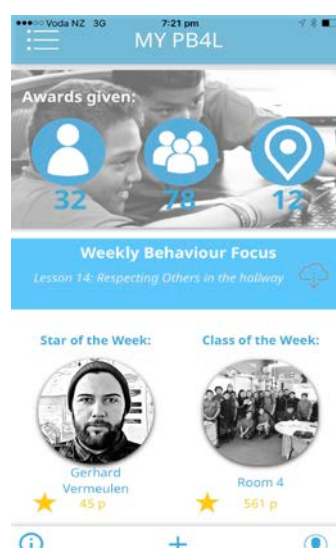 Voda NZ 3G 7:21 pm
MY PB4L
Awards given:
32 78 12
Weekly Behaviour Focus
Lesson 14: Respecting Others in the hallway
Star of the Week: Class of the Week:
Gerhard
Vermeulen
45 p
Room 4
561 p